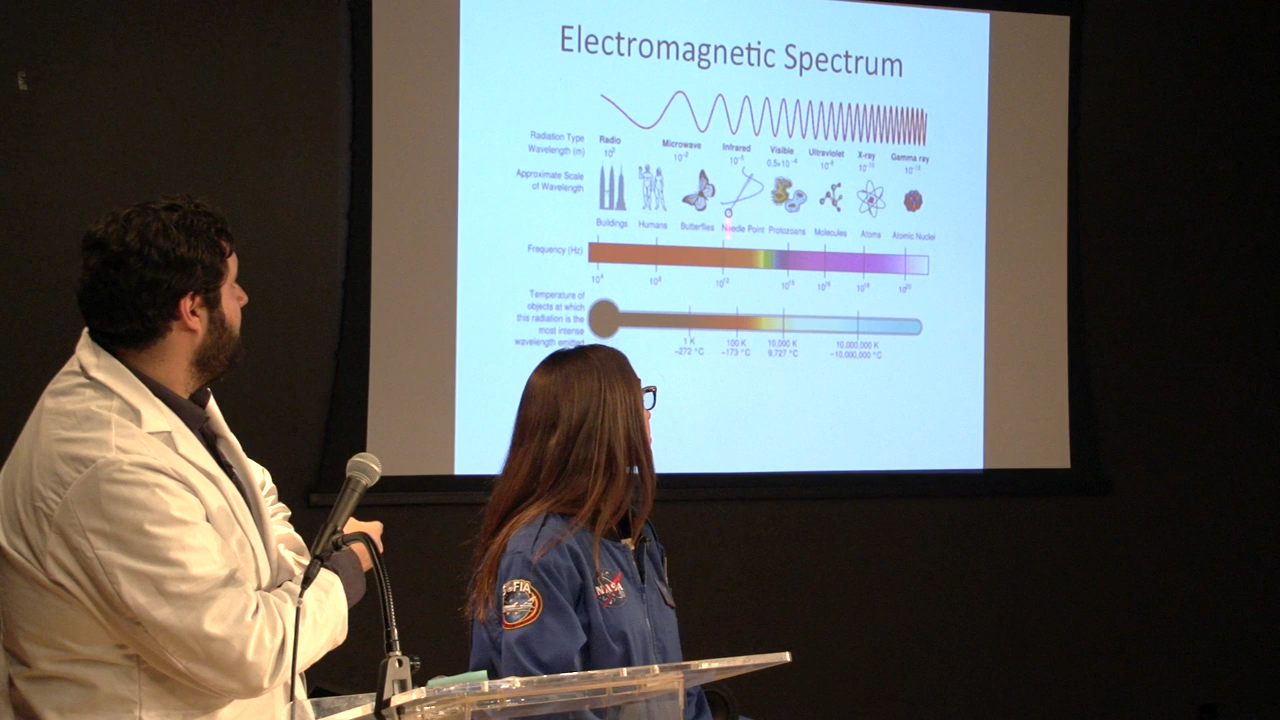 Electromagnetic Spectrum
Radiation Type
Wavelength (m)
Radio
10³
Microwave
10⁻²
Infrared
10⁻⁵
Visible
0.5×10⁻⁶
Ultraviolet
10⁻⁸
X-ray
10⁻¹⁰
Gamma ray
10⁻¹²
Approximate Scale
of Wavelength
Buildings
Humans
Butterflies
Needle Point
Protozoans
Molecules
Atoms
Atomic Nuclei
Frequency (Hz)
10⁴
10⁸
10¹²
10¹⁵
10¹⁶
10¹⁸
10²⁰
Temperature of
objects at which
this radiation is the
most intense
wavelength emitted
1 K
−272 °C
100 K
−173 °C
10,000 K
9,727 °C
10,000,000 K
~10,000,000 °C
NASA